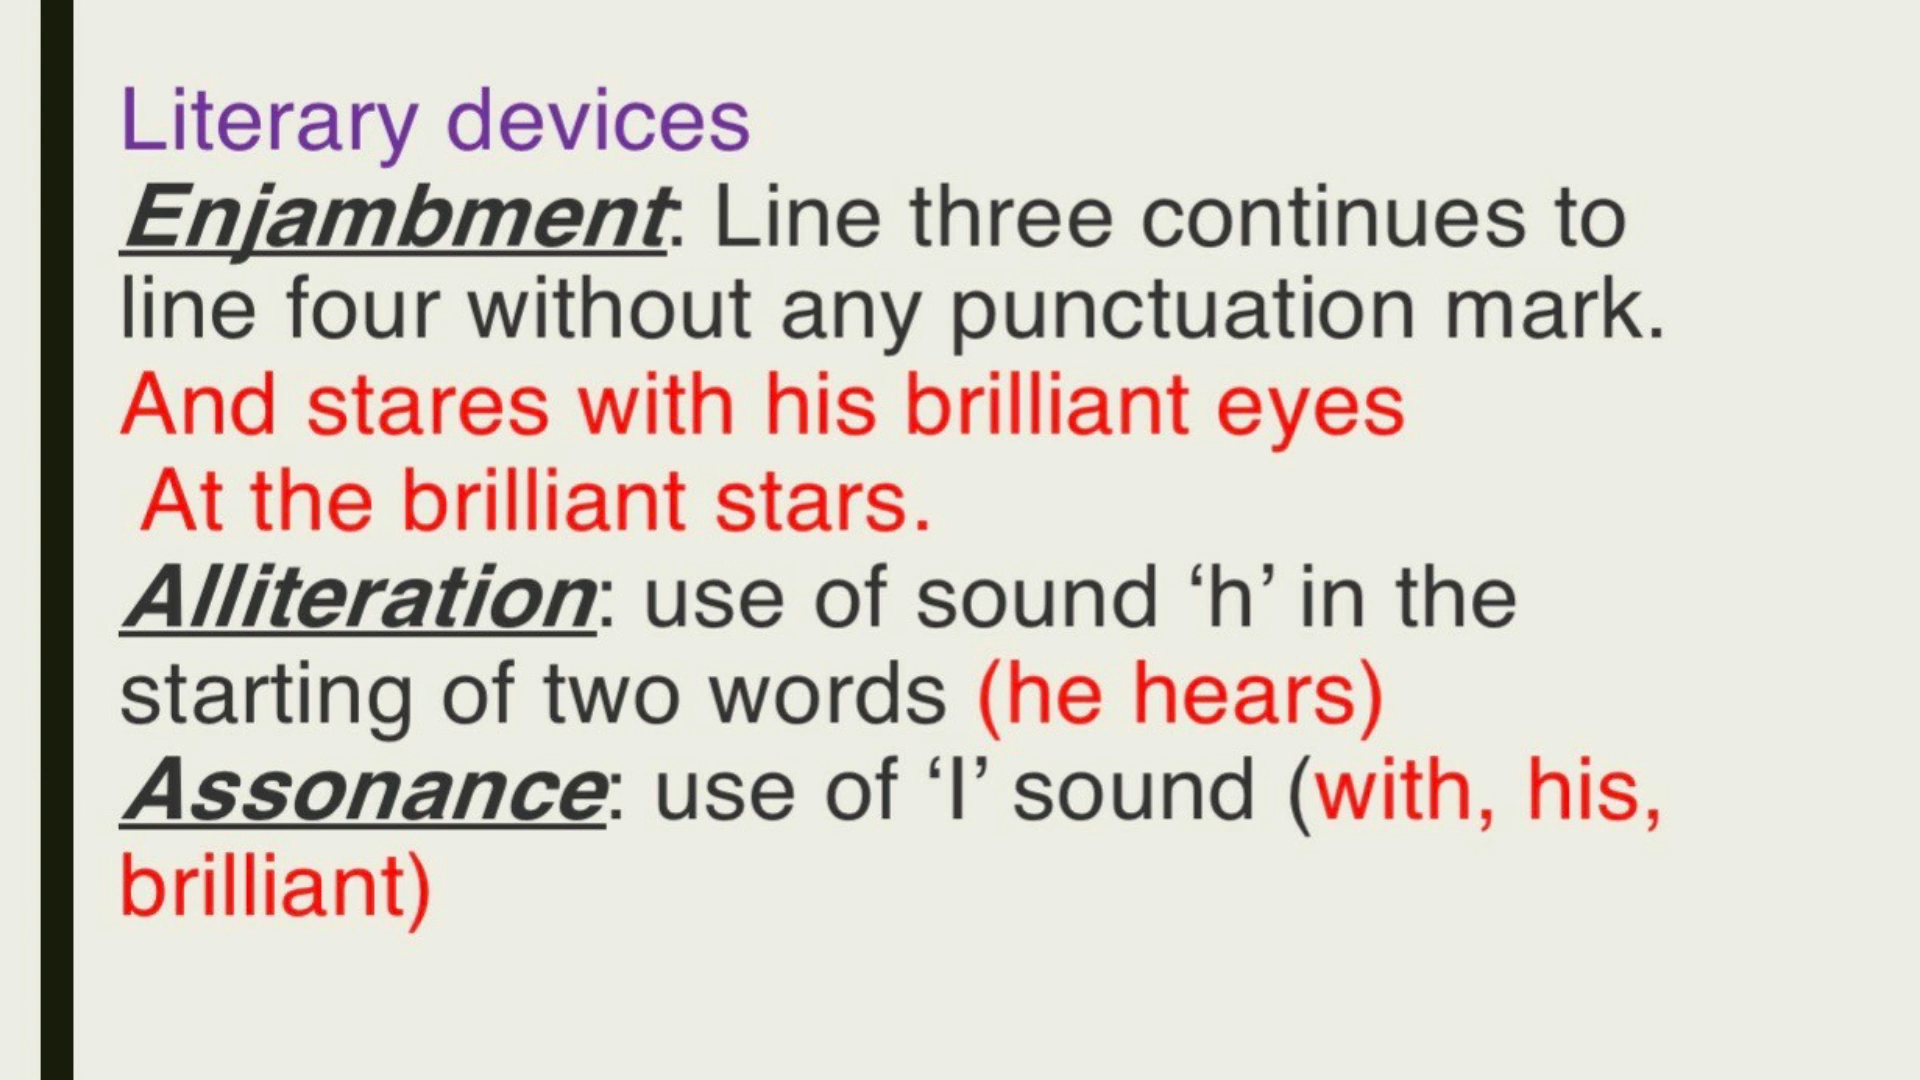 Literary devices
Enjambment: Line three continues to
line four without any punctuation mark.
And stares with his brilliant eyes
At the brilliant stars.
Alliteration: use of sound ‘h’ in the
starting of two words (he hears)
Assonance: use of ‘I’ sound (with, his,
brilliant)